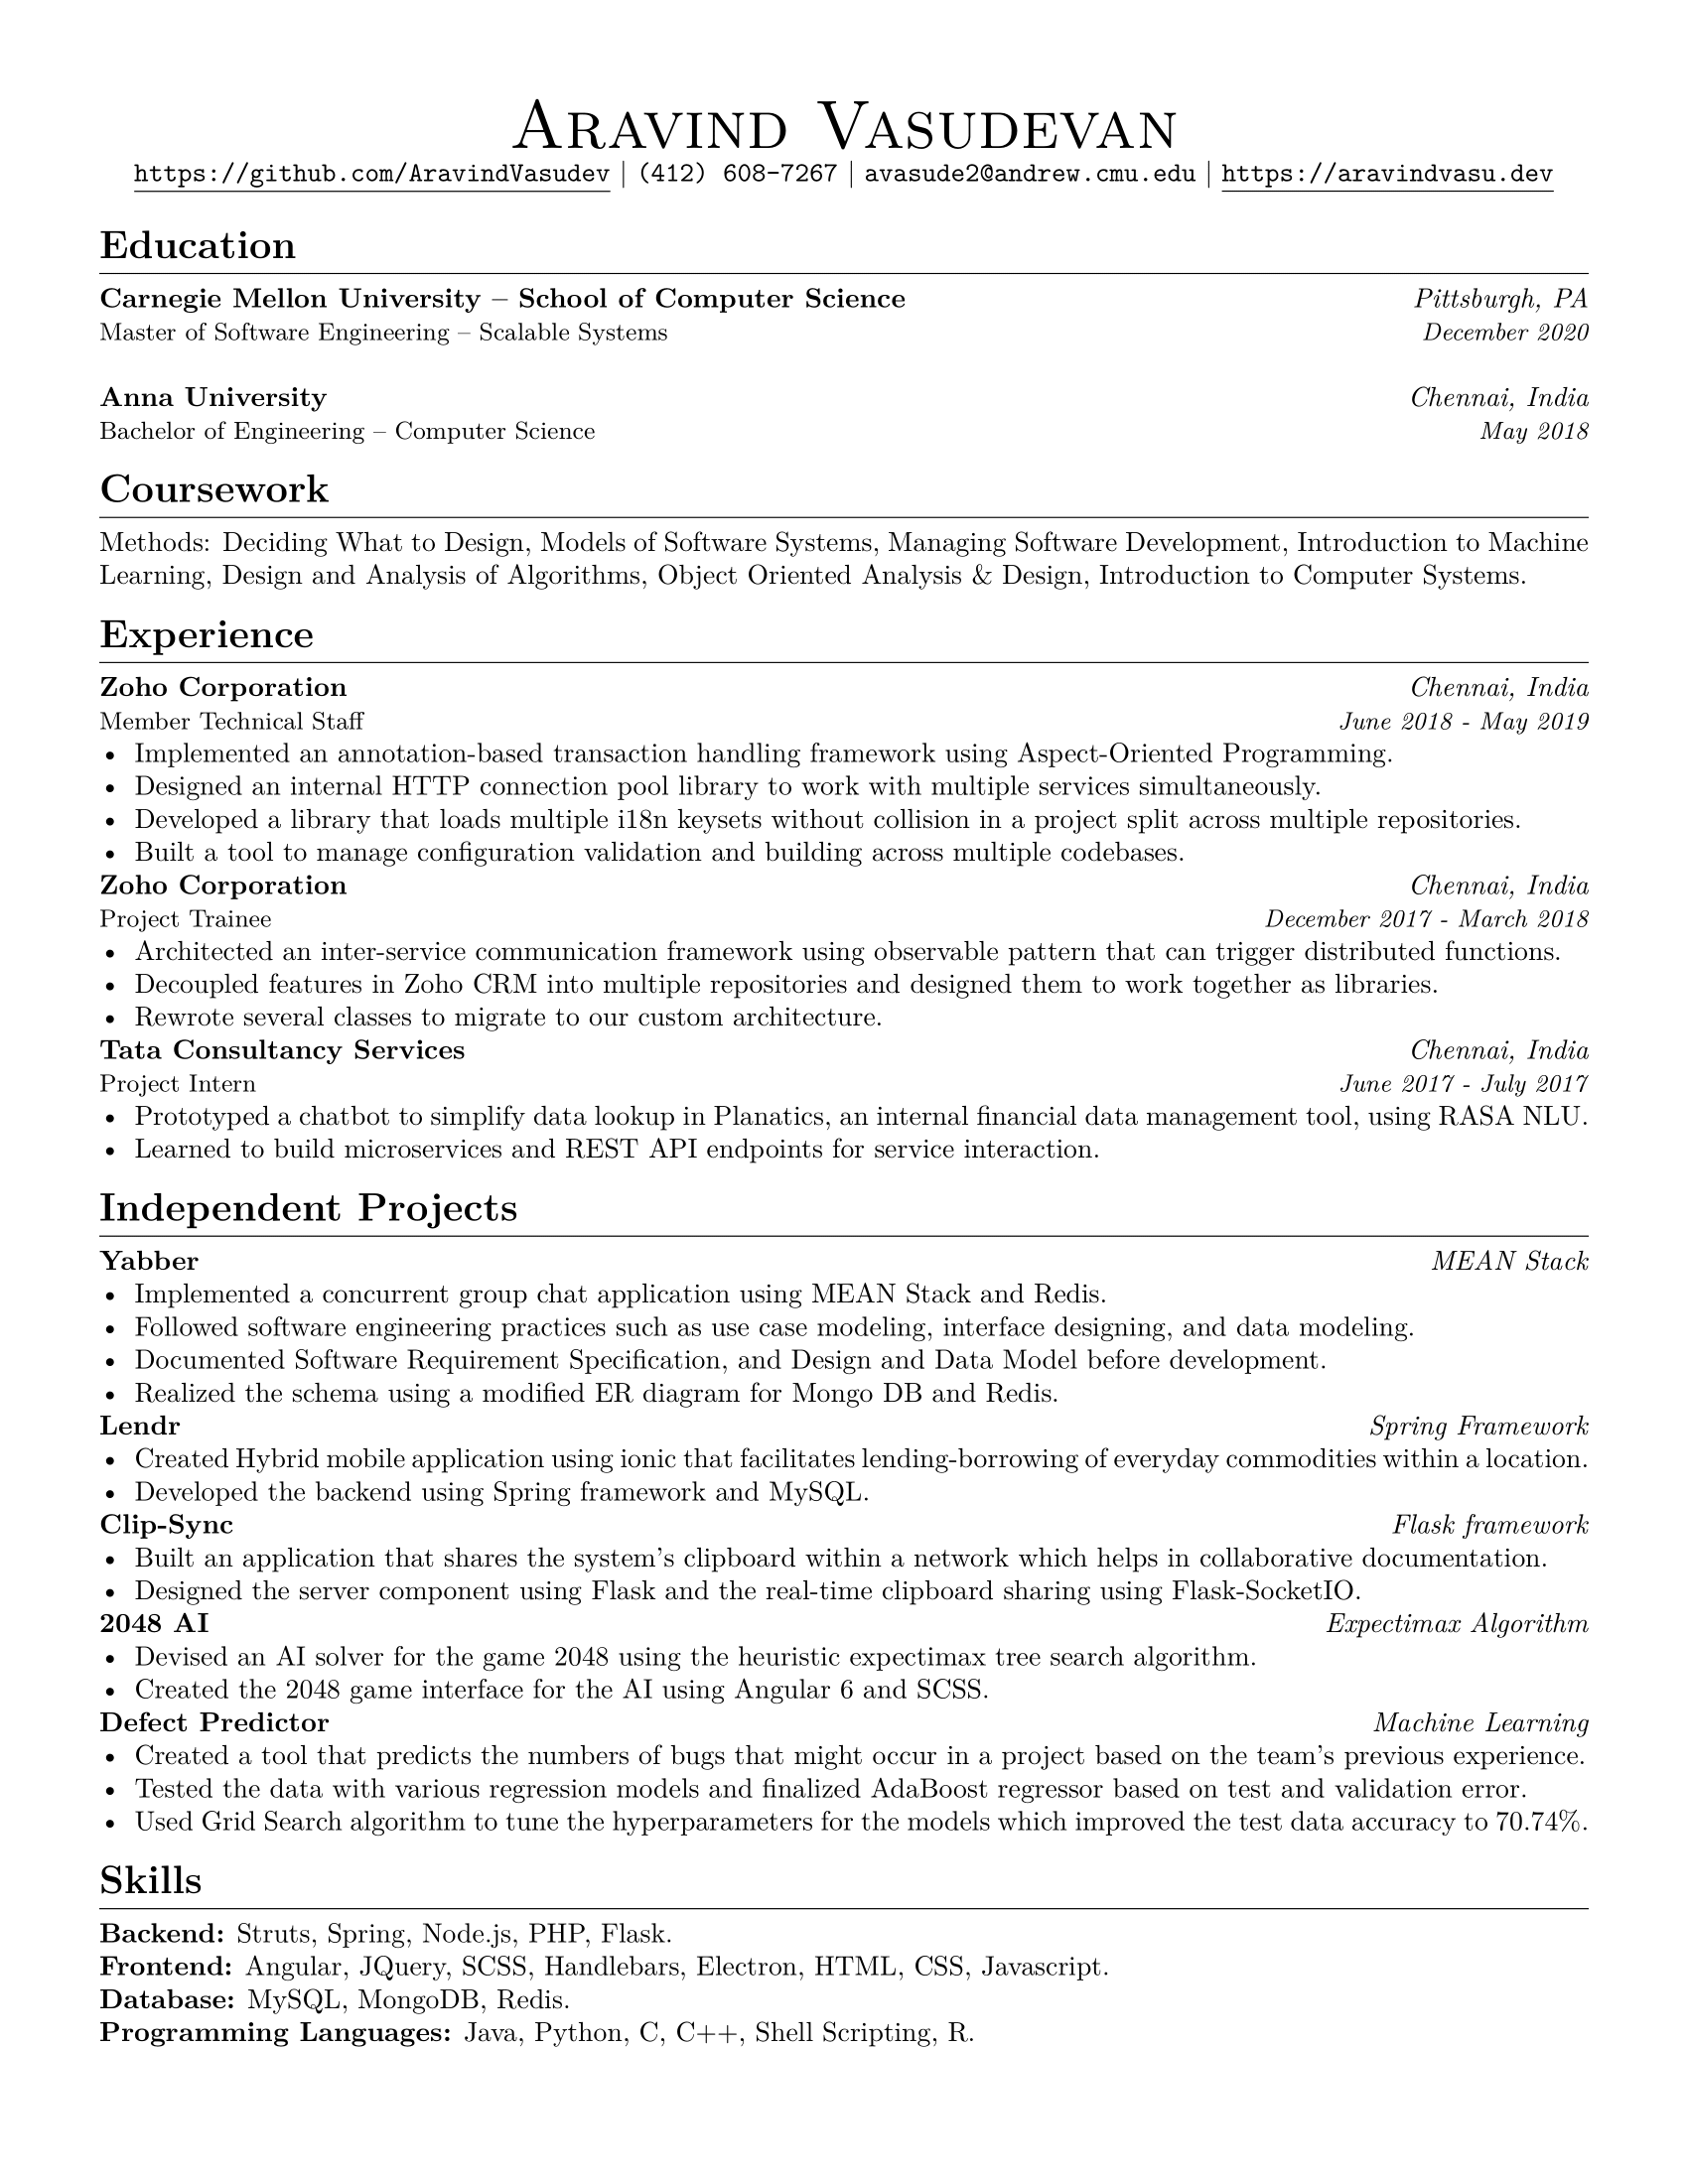 Aravind Vasudevan
https://github.com/AravindVasudev | (412) 608-7267 | avasude2@andrew.cmu.edu | https://aravindvasu.dev
Education
Carnegie Mellon University – School of Computer Science Pittsburgh, PA
Master of Software Engineering – Scalable Systems December 2020
Anna University Chennai, India
Bachelor of Engineering – Computer Science May 2018
Coursework
Methods: Deciding What to Design, Models of Software Systems, Managing Software Development, Introduction to Machine
Learning, Design and Analysis of Algorithms, Object Oriented Analysis & Design, Introduction to Computer Systems.
Experience
Zoho Corporation Chennai, India
Member Technical Staff June 2018 - May 2019
• Implemented an annotation-based transaction handling framework using Aspect-Oriented Programming.
• Designed an internal HTTP connection pool library to work with multiple services simultaneously.
• Developed a library that loads multiple i18n keysets without collision in a project split across multiple repositories.
• Built a tool to manage configuration validation and building across multiple codebases.
Zoho Corporation Chennai, India
Project Trainee December 2017 - March 2018
• Architected an inter-service communication framework using observable pattern that can trigger distributed functions.
• Decoupled features in Zoho CRM into multiple repositories and designed them to work together as libraries.
• Rewrote several classes to migrate to our custom architecture.
Tata Consultancy Services Chennai, India
Project Intern June 2017 - July 2017
• Prototyped a chatbot to simplify data lookup in Planatics, an internal financial data management tool, using RASA NLU.
• Learned to build microservices and REST API endpoints for service interaction.
Independent Projects
Yabber MEAN Stack
• Implemented a concurrent group chat application using MEAN Stack and Redis.
• Followed software engineering practices such as use case modeling, interface designing, and data modeling.
• Documented Software Requirement Specification, and Design and Data Model before development.
• Realized the schema using a modified ER diagram for Mongo DB and Redis.
Lendr Spring Framework
• Created Hybrid mobile application using ionic that facilitates lending-borrowing of everyday commodities within a location.
• Developed the backend using Spring framework and MySQL.
Clip-Sync Flask framework
• Built an application that shares the system's clipboard within a network which helps in collaborative documentation.
• Designed the server component using Flask and the real-time clipboard sharing using Flask-SocketIO.
2048 AI Expectimax Algorithm
• Devised an AI solver for the game 2048 using the heuristic expectimax tree search algorithm.
• Created the 2048 game interface for the AI using Angular 6 and SCSS.
Defect Predictor Machine Learning
• Created a tool that predicts the numbers of bugs that might occur in a project based on the team's previous experience.
• Tested the data with various regression models and finalized AdaBoost regressor based on test and validation error.
• Used Grid Search algorithm to tune the hyperparameters for the models which improved the test data accuracy to 70.74%.
Skills
Backend: Struts, Spring, Node.js, PHP, Flask.
Frontend: Angular, JQuery, SCSS, Handlebars, Electron, HTML, CSS, Javascript.
Database: MySQL, MongoDB, Redis.
Programming Languages: Java, Python, C, C++, Shell Scripting, R.